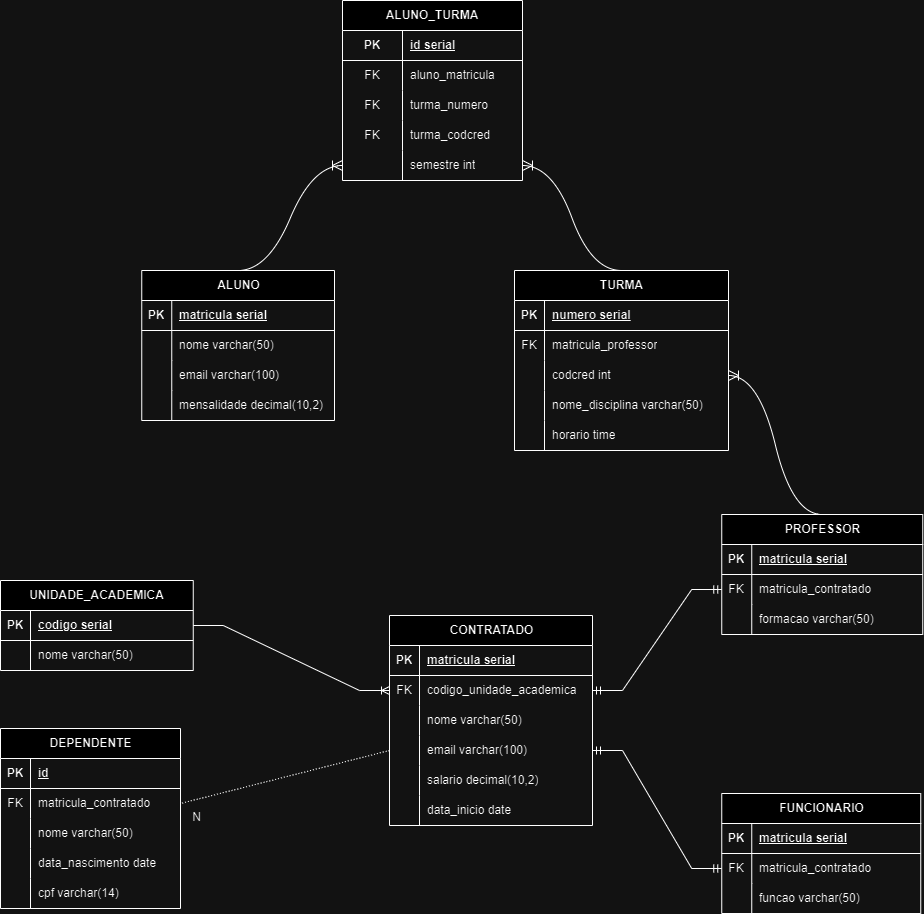 ALUNO_TURMA
PK id serial
FK aluno_matricula
FK turma_numero
FK turma_codcred
semestre int
ALUNO
PK matricula serial
nome varchar(50)
email varchar(100)
mensalidade decimal(10,2)
TURMA
PK numero serial
FK matricula_professor
codcred int
nome_disciplina varchar(50)
horario time
PROFESSOR
PK matricula serial
FK matricula_contratado
formacao varchar(50)
UNIDADE_ACADEMICA
PK codigo serial
nome varchar(50)
CONTRATADO
PK matricula serial
FK codigo_unidade_academica
nome varchar(50)
email varchar(100)
salario decimal(10,2)
data_inicio date
DEPENDENTE
PK id
FK matricula_contratado
nome varchar(50)
data_nascimento date
cpf varchar(14)
N
FUNCIONARIO
PK matricula serial
FK matricula_contratado
funcao varchar(50)